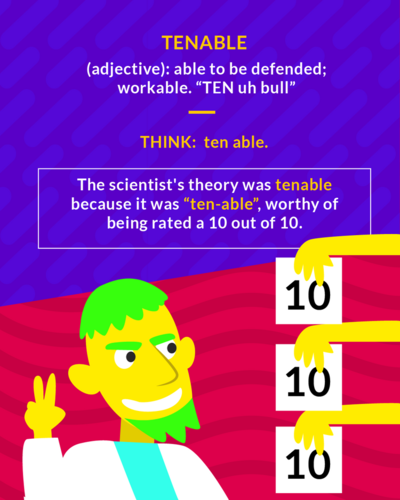 TENABLE
(adjective): able to be defended;
workable. “TEN uh bull”
THINK: ten able.
The scientist's theory was tenable
because it was “ten-able”, worthy of
being rated a 10 out of 10.
10
10
10